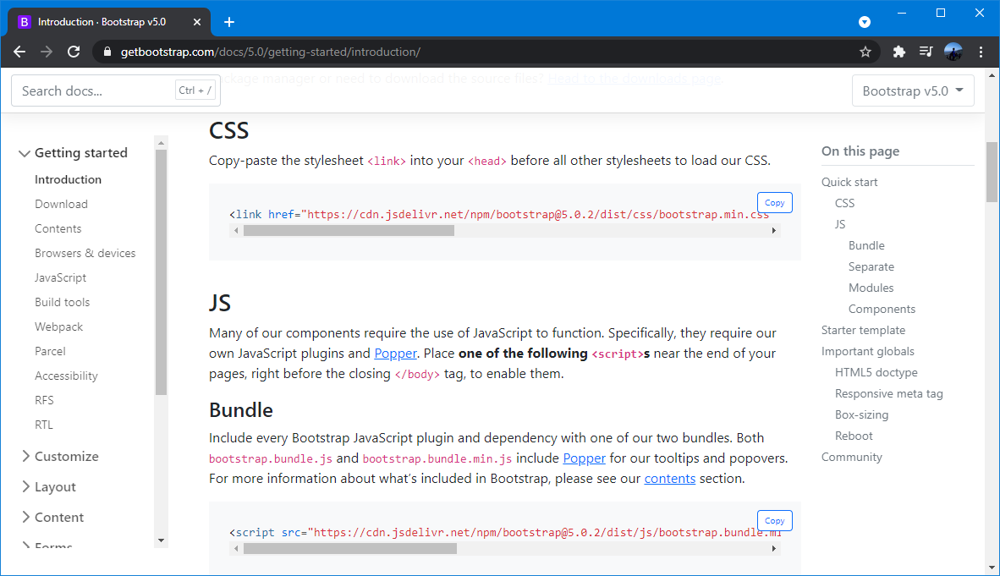 Introduction · Bootstrap v5.0
getbootstrap.com/docs/5.0/getting-started/introduction/
package manager or need to download the source files? Head to the downloads page.
Search docs...
Ctrl + /
Bootstrap v5.0
Getting started
Introduction
Download
Contents
Browsers & devices
JavaScript
Build tools
Webpack
Parcel
Accessibility
RFS
RTL
Customize
Layout
Content
Forms
CSS
Copy-paste the stylesheet <link> into your <head> before all other stylesheets to load our CSS.
Copy
<link href="https://cdn.jsdelivr.net/npm/bootstrap@5.0.2/dist/css/bootstrap.min.css"
JS
Many of our components require the use of JavaScript to function. Specifically, they require our
own JavaScript plugins and Popper. Place one of the following <script>s near the end of your
pages, right before the closing </body> tag, to enable them.
Bundle
Include every Bootstrap JavaScript plugin and dependency with one of our two bundles. Both
bootstrap.bundle.js and bootstrap.bundle.min.js include Popper for our tooltips and popovers.
For more information about what's included in Bootstrap, please see our contents section.
Copy
<script src="https://cdn.jsdelivr.net/npm/bootstrap@5.0.2/dist/js/bootstrap.bundle.mi
On this page
Quick start
CSS
JS
Bundle
Separate
Modules
Components
Starter template
Important globals
HTML5 doctype
Responsive meta tag
Box-sizing
Reboot
Community